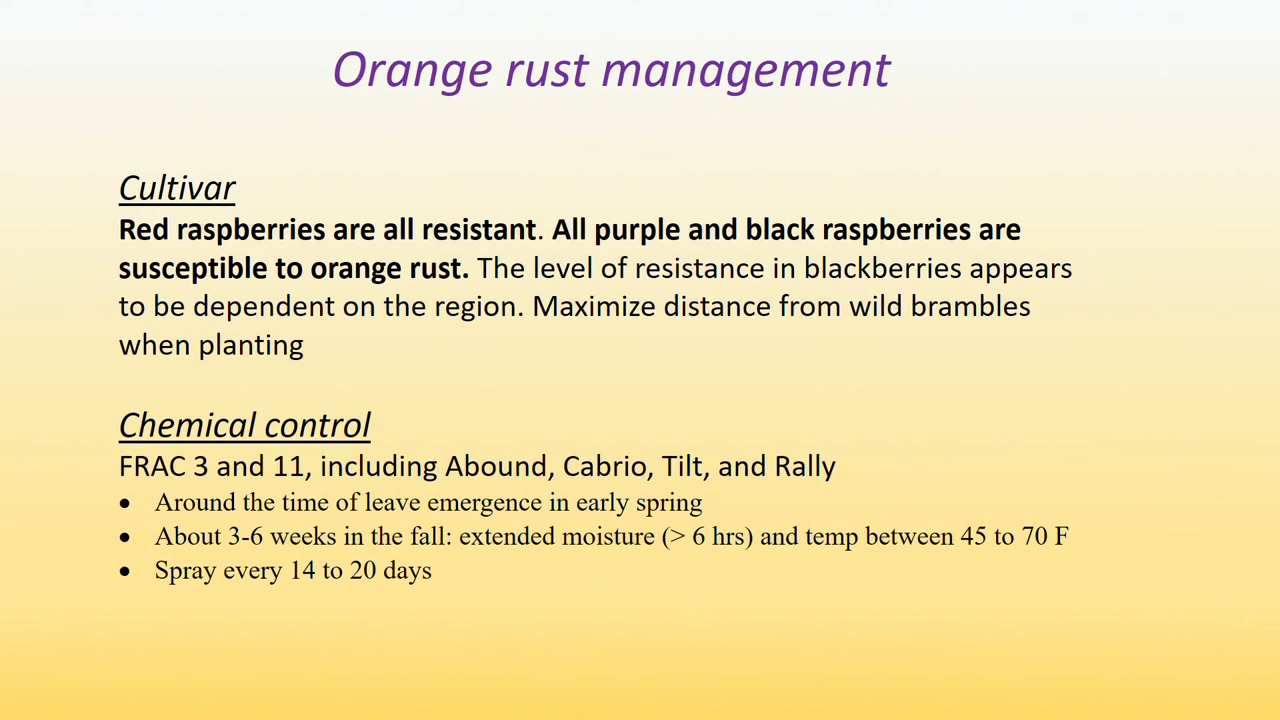 Orange rust management
Cultivar
Red raspberries are all resistant. All purple and black raspberries are
susceptible to orange rust. The level of resistance in blackberries appears
to be dependent on the region. Maximize distance from wild brambles
when planting
Chemical control
FRAC 3 and 11, including Abound, Cabrio, Tilt, and Rally
• Around the time of leave emergence in early spring
• About 3-6 weeks in the fall: extended moisture (> 6 hrs) and temp between 45 to 70 F
• Spray every 14 to 20 days